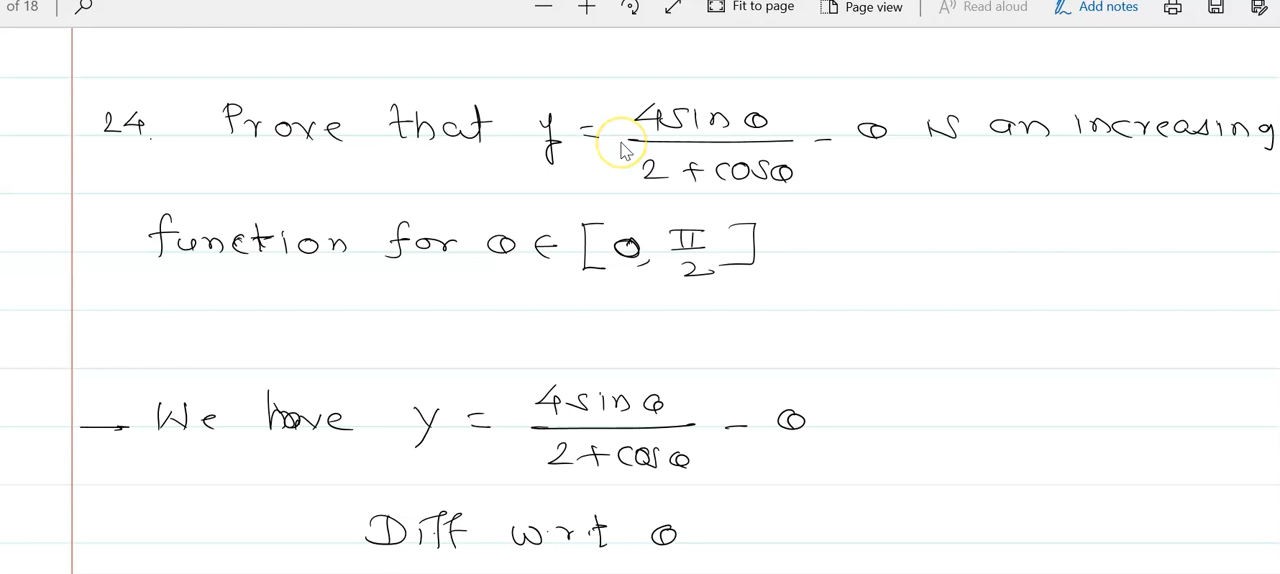 of 18 Fit to page Page view Read aloud Add notes
24. Prove that y = 4sinθ / 2 + cosθ - θ is an increasing
function for θ ∈ [0, π/2]
→ We have y = 4sinθ / 2 + cosθ - θ
Diff w.r.t θ